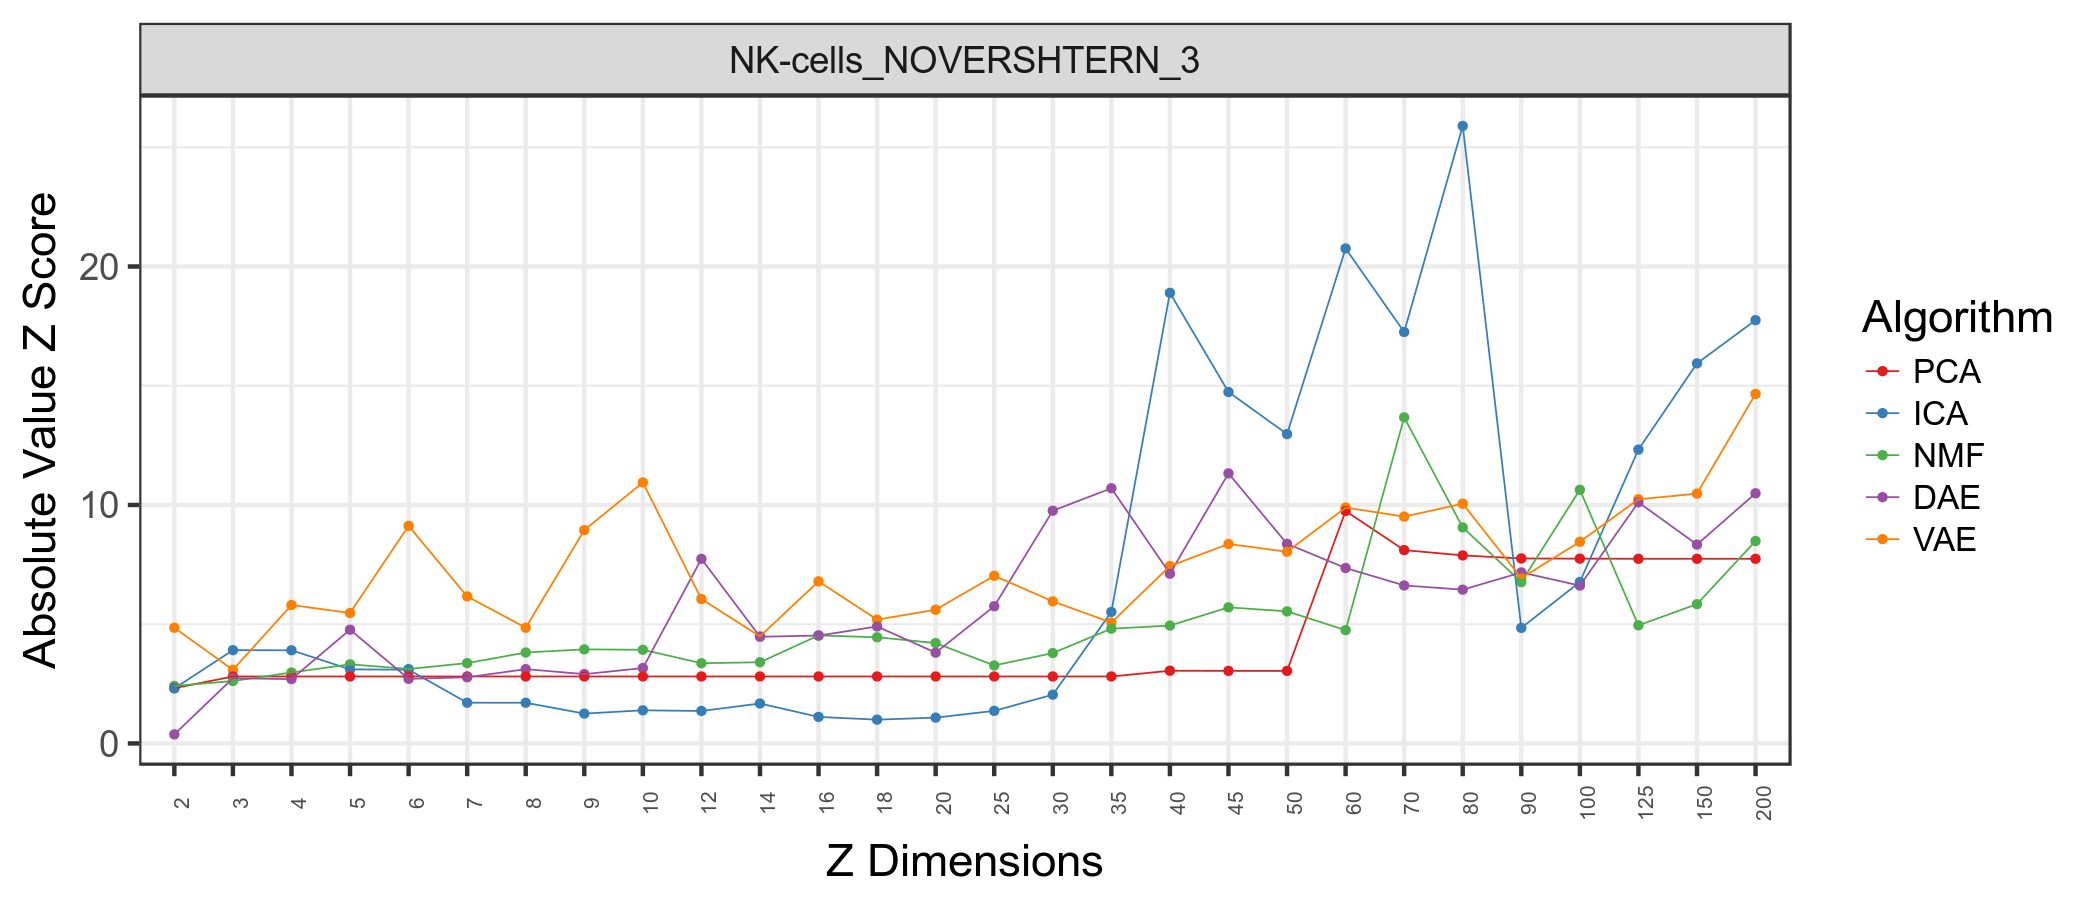 NK-cells_NOVERSHTERN_3
Absolute Value Z Score
20
10
0
2 3 4 5 6 7 8 9 10 12 14 16 18 20 25 30 35 40 45 50 60 70 80 90 100 125 150 200
Z Dimensions
Algorithm
PCA
ICA
NMF
DAE
VAE